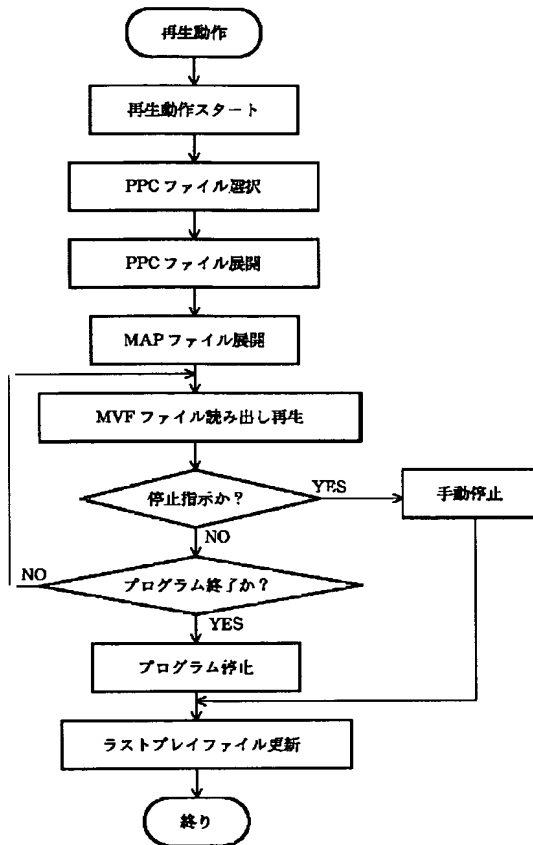 再生動作
再生動作スタート
PPCファイル選択
PPCファイル展開
MAPファイル展開
MVFファイル読み出し再生
停止指示か?
YES
手動停止
NO
プログラム終了か?
NO
YES
プログラム停止
ラストプレイファイル更新
終り